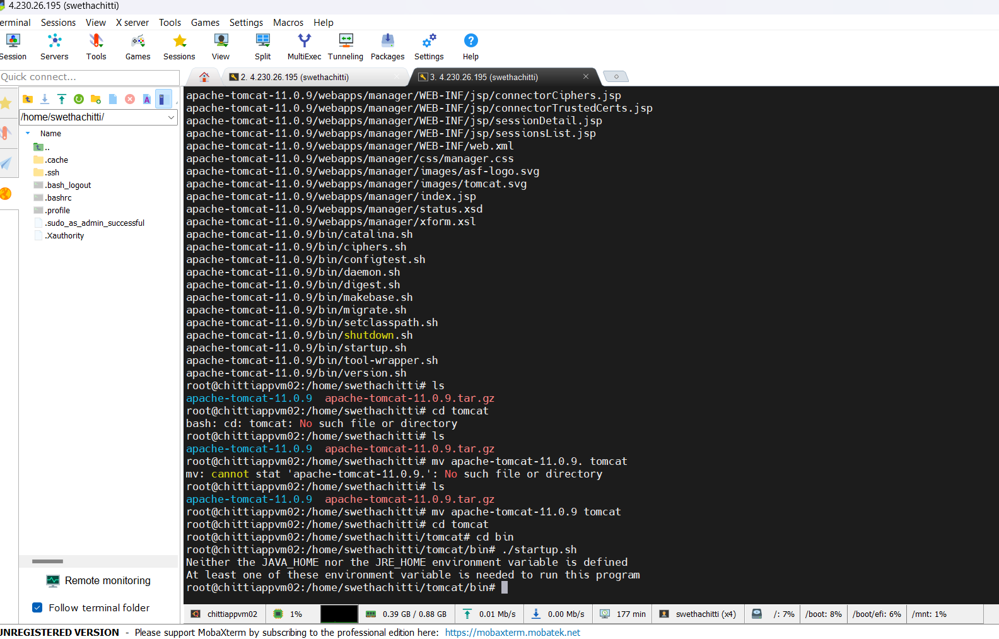 4.230.26.195 (swethachitti)
erminal Sessions View X server Tools Games Settings Macros Help
Session Servers Tools Games Sessions View Split MultiExec Tunneling Packages Settings Help
Quick connect...
2. 4.230.26.195 (swethachitti)
3. 4.230.26.195 (swethachitti)
/home/swethachitti/
Name
..
.cache
.ssh
.bash_logout
.bashrc
.profile
.sudo_as_admin_successful
.Xauthority
Remote monitoring
Follow terminal folder
apache-tomcat-11.0.9/webapps/manager/WEB-INF/jsp/connectorCiphers.jsp
apache-tomcat-11.0.9/webapps/manager/WEB-INF/jsp/connectorTrustedCerts.jsp
apache-tomcat-11.0.9/webapps/manager/WEB-INF/jsp/sessionDetail.jsp
apache-tomcat-11.0.9/webapps/manager/WEB-INF/jsp/sessionsList.jsp
apache-tomcat-11.0.9/webapps/manager/WEB-INF/web.xml
apache-tomcat-11.0.9/webapps/manager/css/manager.css
apache-tomcat-11.0.9/webapps/manager/images/asf-logo.svg
apache-tomcat-11.0.9/webapps/manager/images/tomcat.svg
apache-tomcat-11.0.9/webapps/manager/index.jsp
apache-tomcat-11.0.9/webapps/manager/status.xsd
apache-tomcat-11.0.9/webapps/manager/xform.xsl
apache-tomcat-11.0.9/bin/catalina.sh
apache-tomcat-11.0.9/bin/ciphers.sh
apache-tomcat-11.0.9/bin/configtest.sh
apache-tomcat-11.0.9/bin/daemon.sh
apache-tomcat-11.0.9/bin/digest.sh
apache-tomcat-11.0.9/bin/makebase.sh
apache-tomcat-11.0.9/bin/migrate.sh
apache-tomcat-11.0.9/bin/setclasspath.sh
apache-tomcat-11.0.9/bin/shutdown.sh
apache-tomcat-11.0.9/bin/startup.sh
apache-tomcat-11.0.9/bin/tool-wrapper.sh
apache-tomcat-11.0.9/bin/version.sh
root@chittiappvm02:/home/swethachitti# ls
apache-tomcat-11.0.9 apache-tomcat-11.0.9.tar.gz
root@chittiappvm02:/home/swethachitti# cd tomcat
bash: cd: tomcat: No such file or directory
root@chittiappvm02:/home/swethachitti# ls
apache-tomcat-11.0.9 apache-tomcat-11.0.9.tar.gz
root@chittiappvm02:/home/swethachitti# mv apache-tomcat-11.0.9. tomcat
mv: cannot stat 'apache-tomcat-11.0.9.': No such file or directory
root@chittiappvm02:/home/swethachitti# ls
apache-tomcat-11.0.9 apache-tomcat-11.0.9.tar.gz
root@chittiappvm02:/home/swethachitti# mv apache-tomcat-11.0.9 tomcat
root@chittiappvm02:/home/swethachitti# cd tomcat
root@chittiappvm02:/home/swethachitti/tomcat# cd bin
root@chittiappvm02:/home/swethachitti/tomcat/bin# ./startup.sh
Neither the JAVA_HOME nor the JRE_HOME environment variable is defined
At least one of these environment variable is needed to run this program
root@chittiappvm02:/home/swethachitti/tomcat/bin#
chittiappvm02 1% 0.39 GB / 0.88 GB 0.01 Mb/s 0.00 Mb/s 177 min swethachitti (x4) /: 7% /boot: 8% /boot/efi: 6% /mnt: 1%
UNREGISTERED VERSION - Please support MobaXterm by subscribing to the professional edition here: https://mobaxterm.mobatek.net